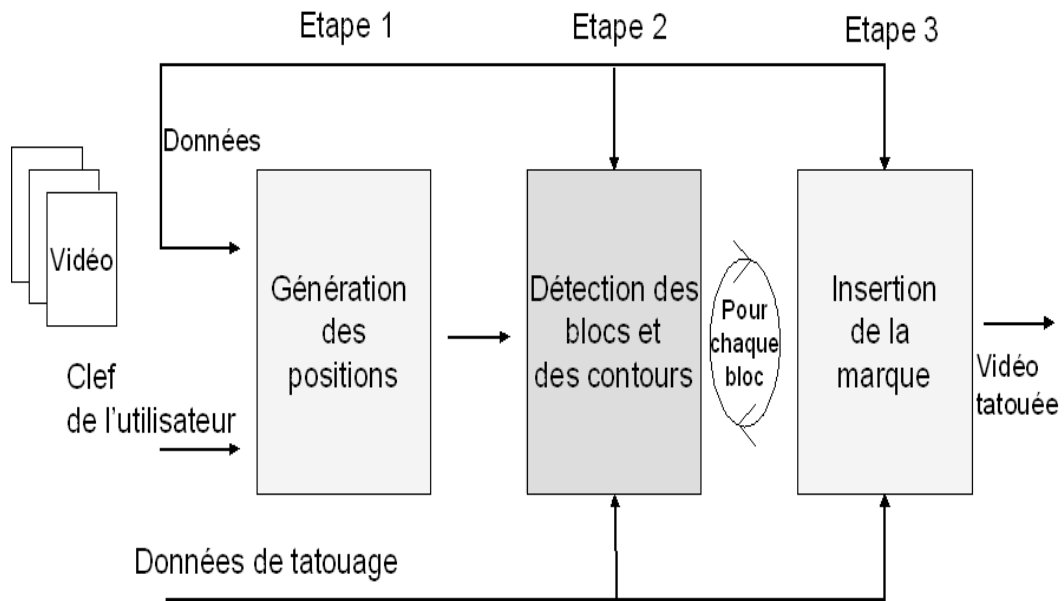 Etape 1
Etape 2
Etape 3
Données
Vidéo
Génération
des
positions
Détection des
blocs et
des contours
Pour
chaque
bloc
Insertion
de la
marque
Vidéo
tatouée
Clef
de l'utilisateur
Données de tatouage